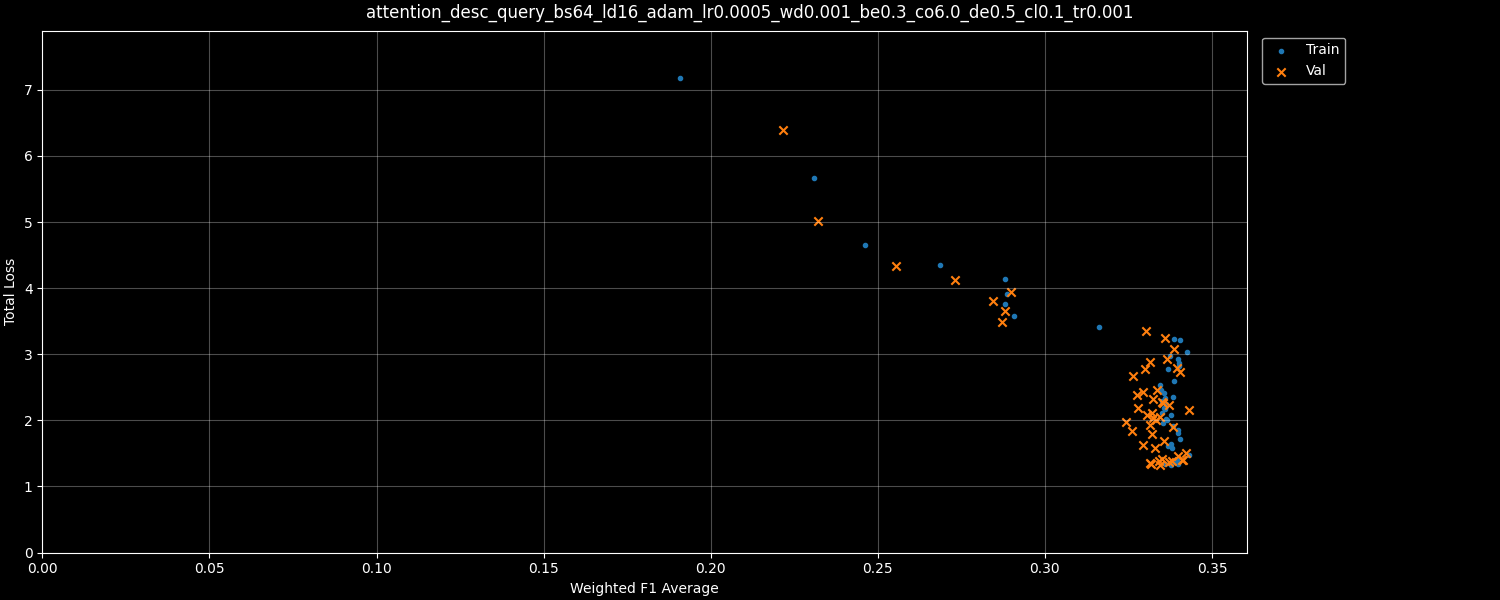 attention_desc_query_bs64_ld16_adam_lr0.0005_wd0.001_be0.3_co6.0_de0.5_cl0.1_tr0.001
Train
Val
7
6
5
4
3
2
1
0
Total Loss
0.00 0.05 0.10 0.15 0.20 0.25 0.30 0.35
Weighted F1 Average